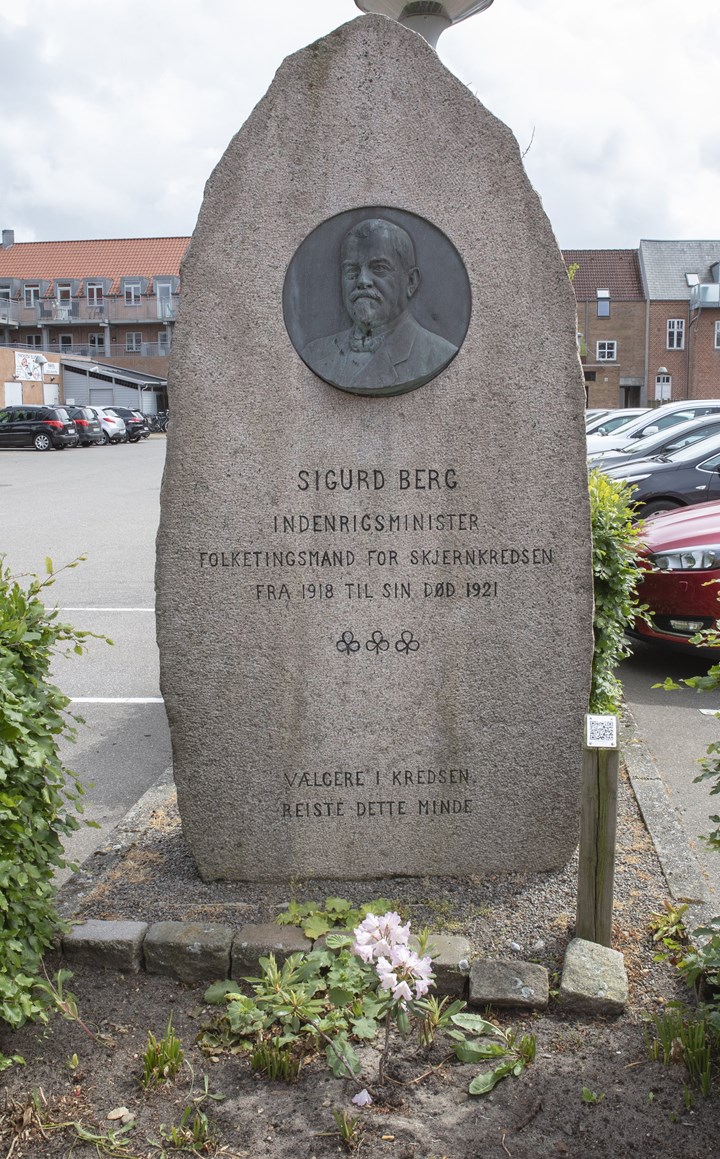 SIGURD BERG
INDENRIGSMINISTER
FOLKETINGSMAND FOR SKJERNKREDSEN
FRA 1918 TIL SIN DØD 1921
VÆLGERE I KREDSEN
REISTE DETTE MINDE